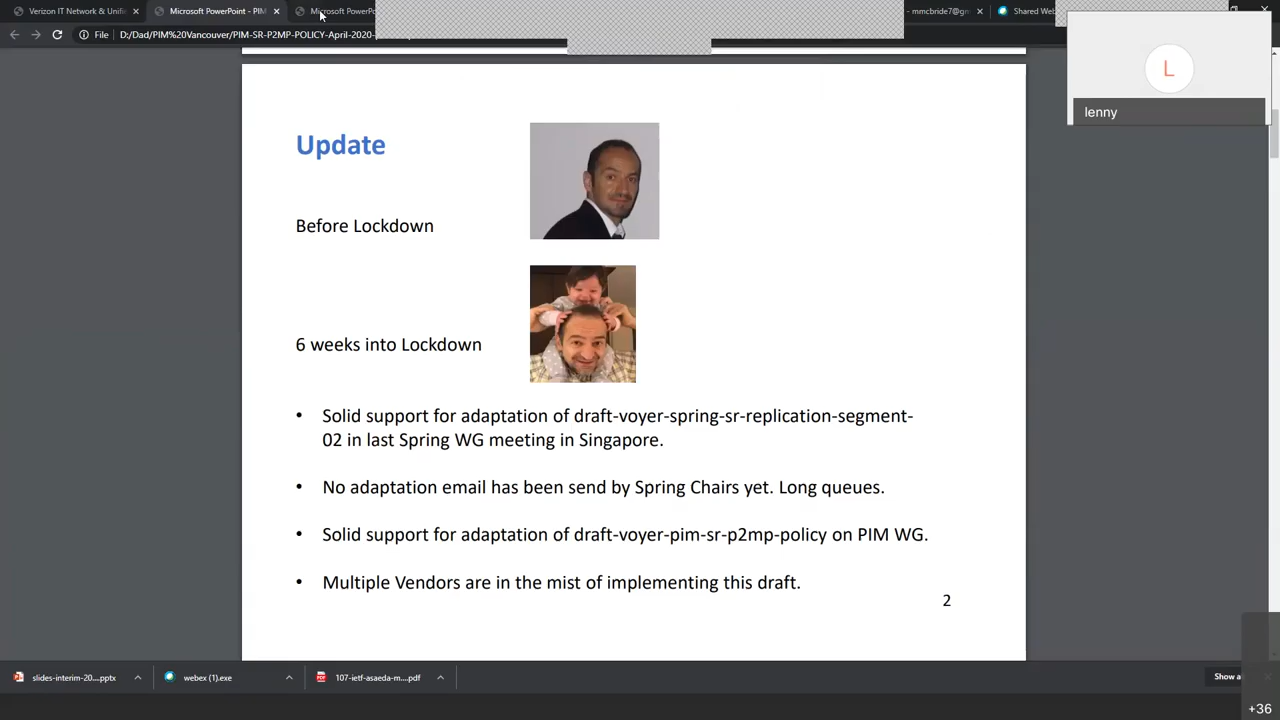 Verizon IT Network & Unifi
Microsoft PowerPoint - PIM
Microsoft PowerPo
- mmcbride7@gm
Shared Web
File
D:/Dad/PIM%20Vancouver/PIM-SR-P2MP-POLICY-April-2020-
L
lenny
Update
Before Lockdown
6 weeks into Lockdown
• Solid support for adaptation of draft-voyer-spring-sr-replication-segment-
02 in last Spring WG meeting in Singapore.
• No adaptation email has been send by Spring Chairs yet. Long queues.
• Solid support for adaptation of draft-voyer-pim-sr-p2mp-policy on PIM WG.
• Multiple Vendors are in the mist of implementing this draft.
2
slides-interim-20....pptx
webex (1).exe
107-ietf-asaeda-m....pdf
Show a
+36